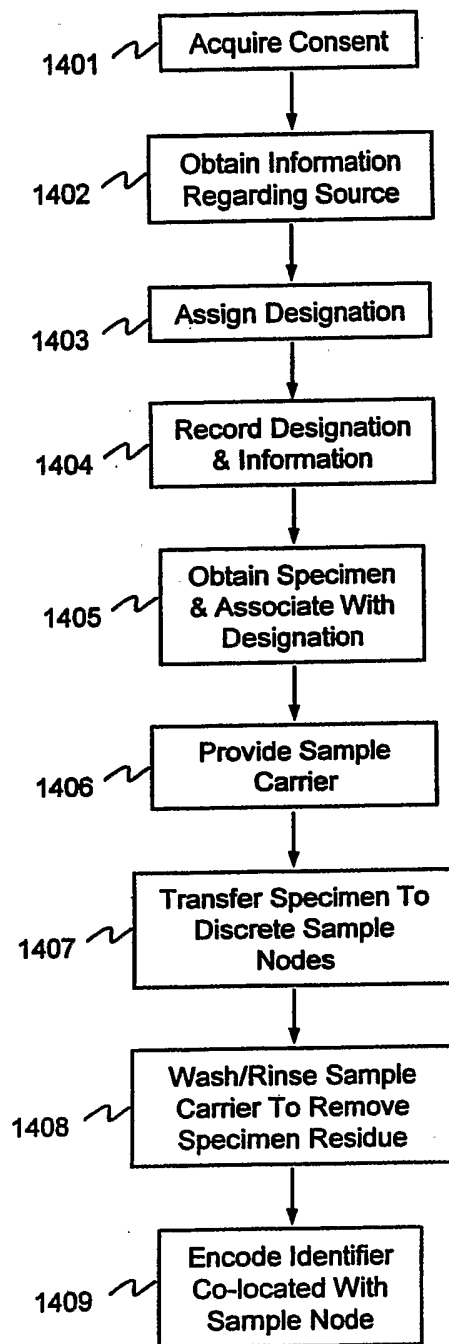 1401
Acquire Consent
1402
Obtain Information
Regarding Source
1403
Assign Designation
1404
Record Designation
& Information
1405
Obtain Specimen
& Associate With
Designation
1406
Provide Sample
Carrier
1407
Transfer Specimen To
Discrete Sample
Nodes
1408
Wash/Rinse Sample
Carrier To Remove
Specimen Residue
1409
Encode Identifier
Co-located With
Sample Node